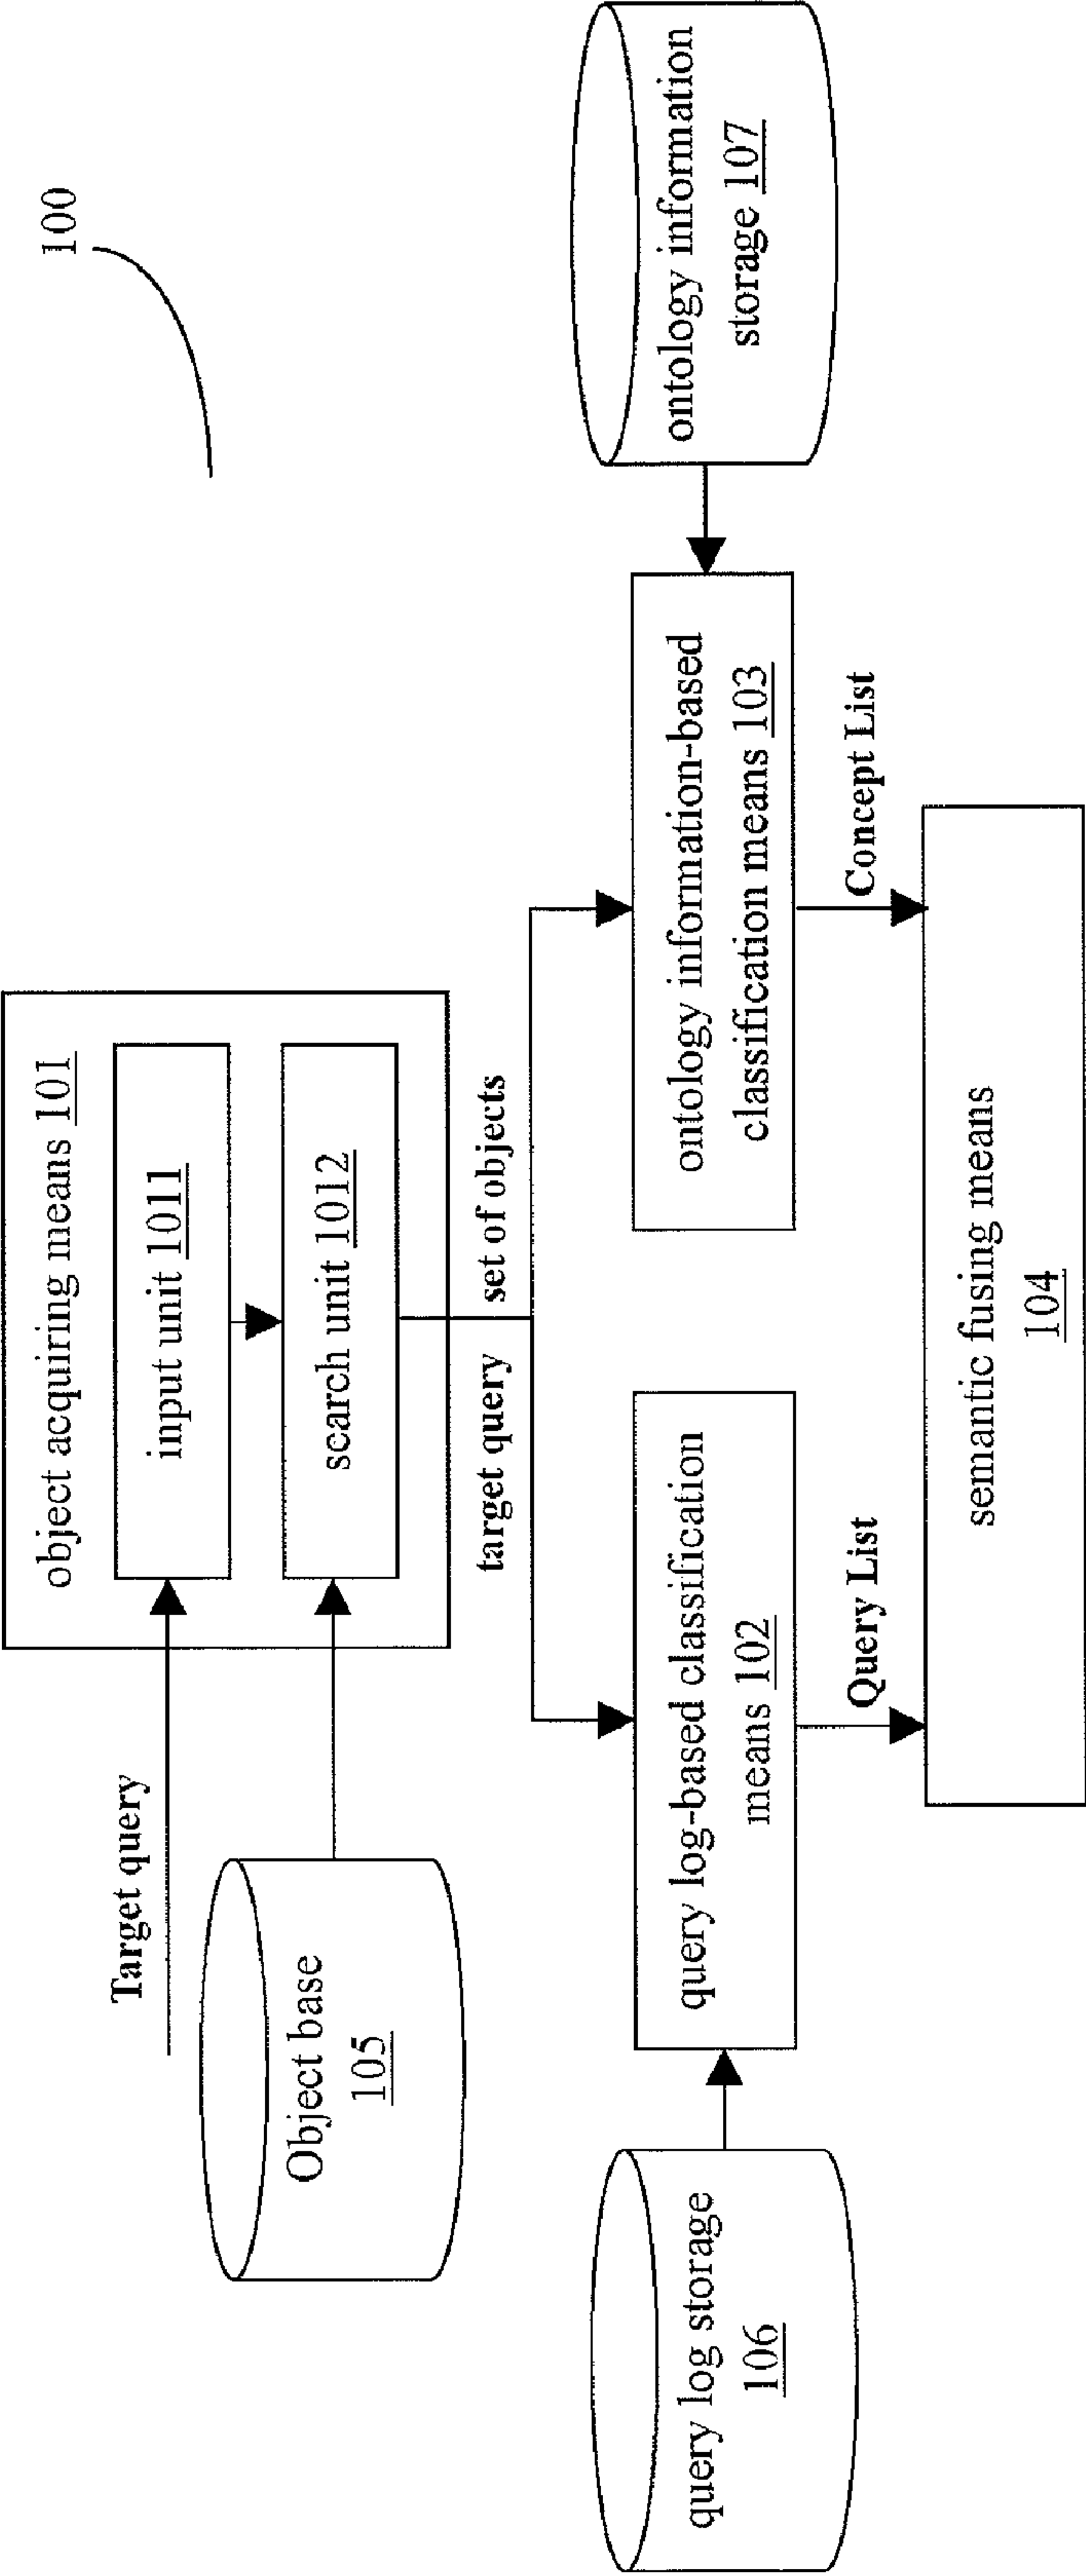 100
object acquiring means 101
Target query
input unit 1011
Object base
105
search unit 1012
target query
set of objects
query log storage
106
query log-based classification
means 102
ontology information-based
classification means 103
ontology information
storage 107
Query List
Concept List
semantic fusing means
104